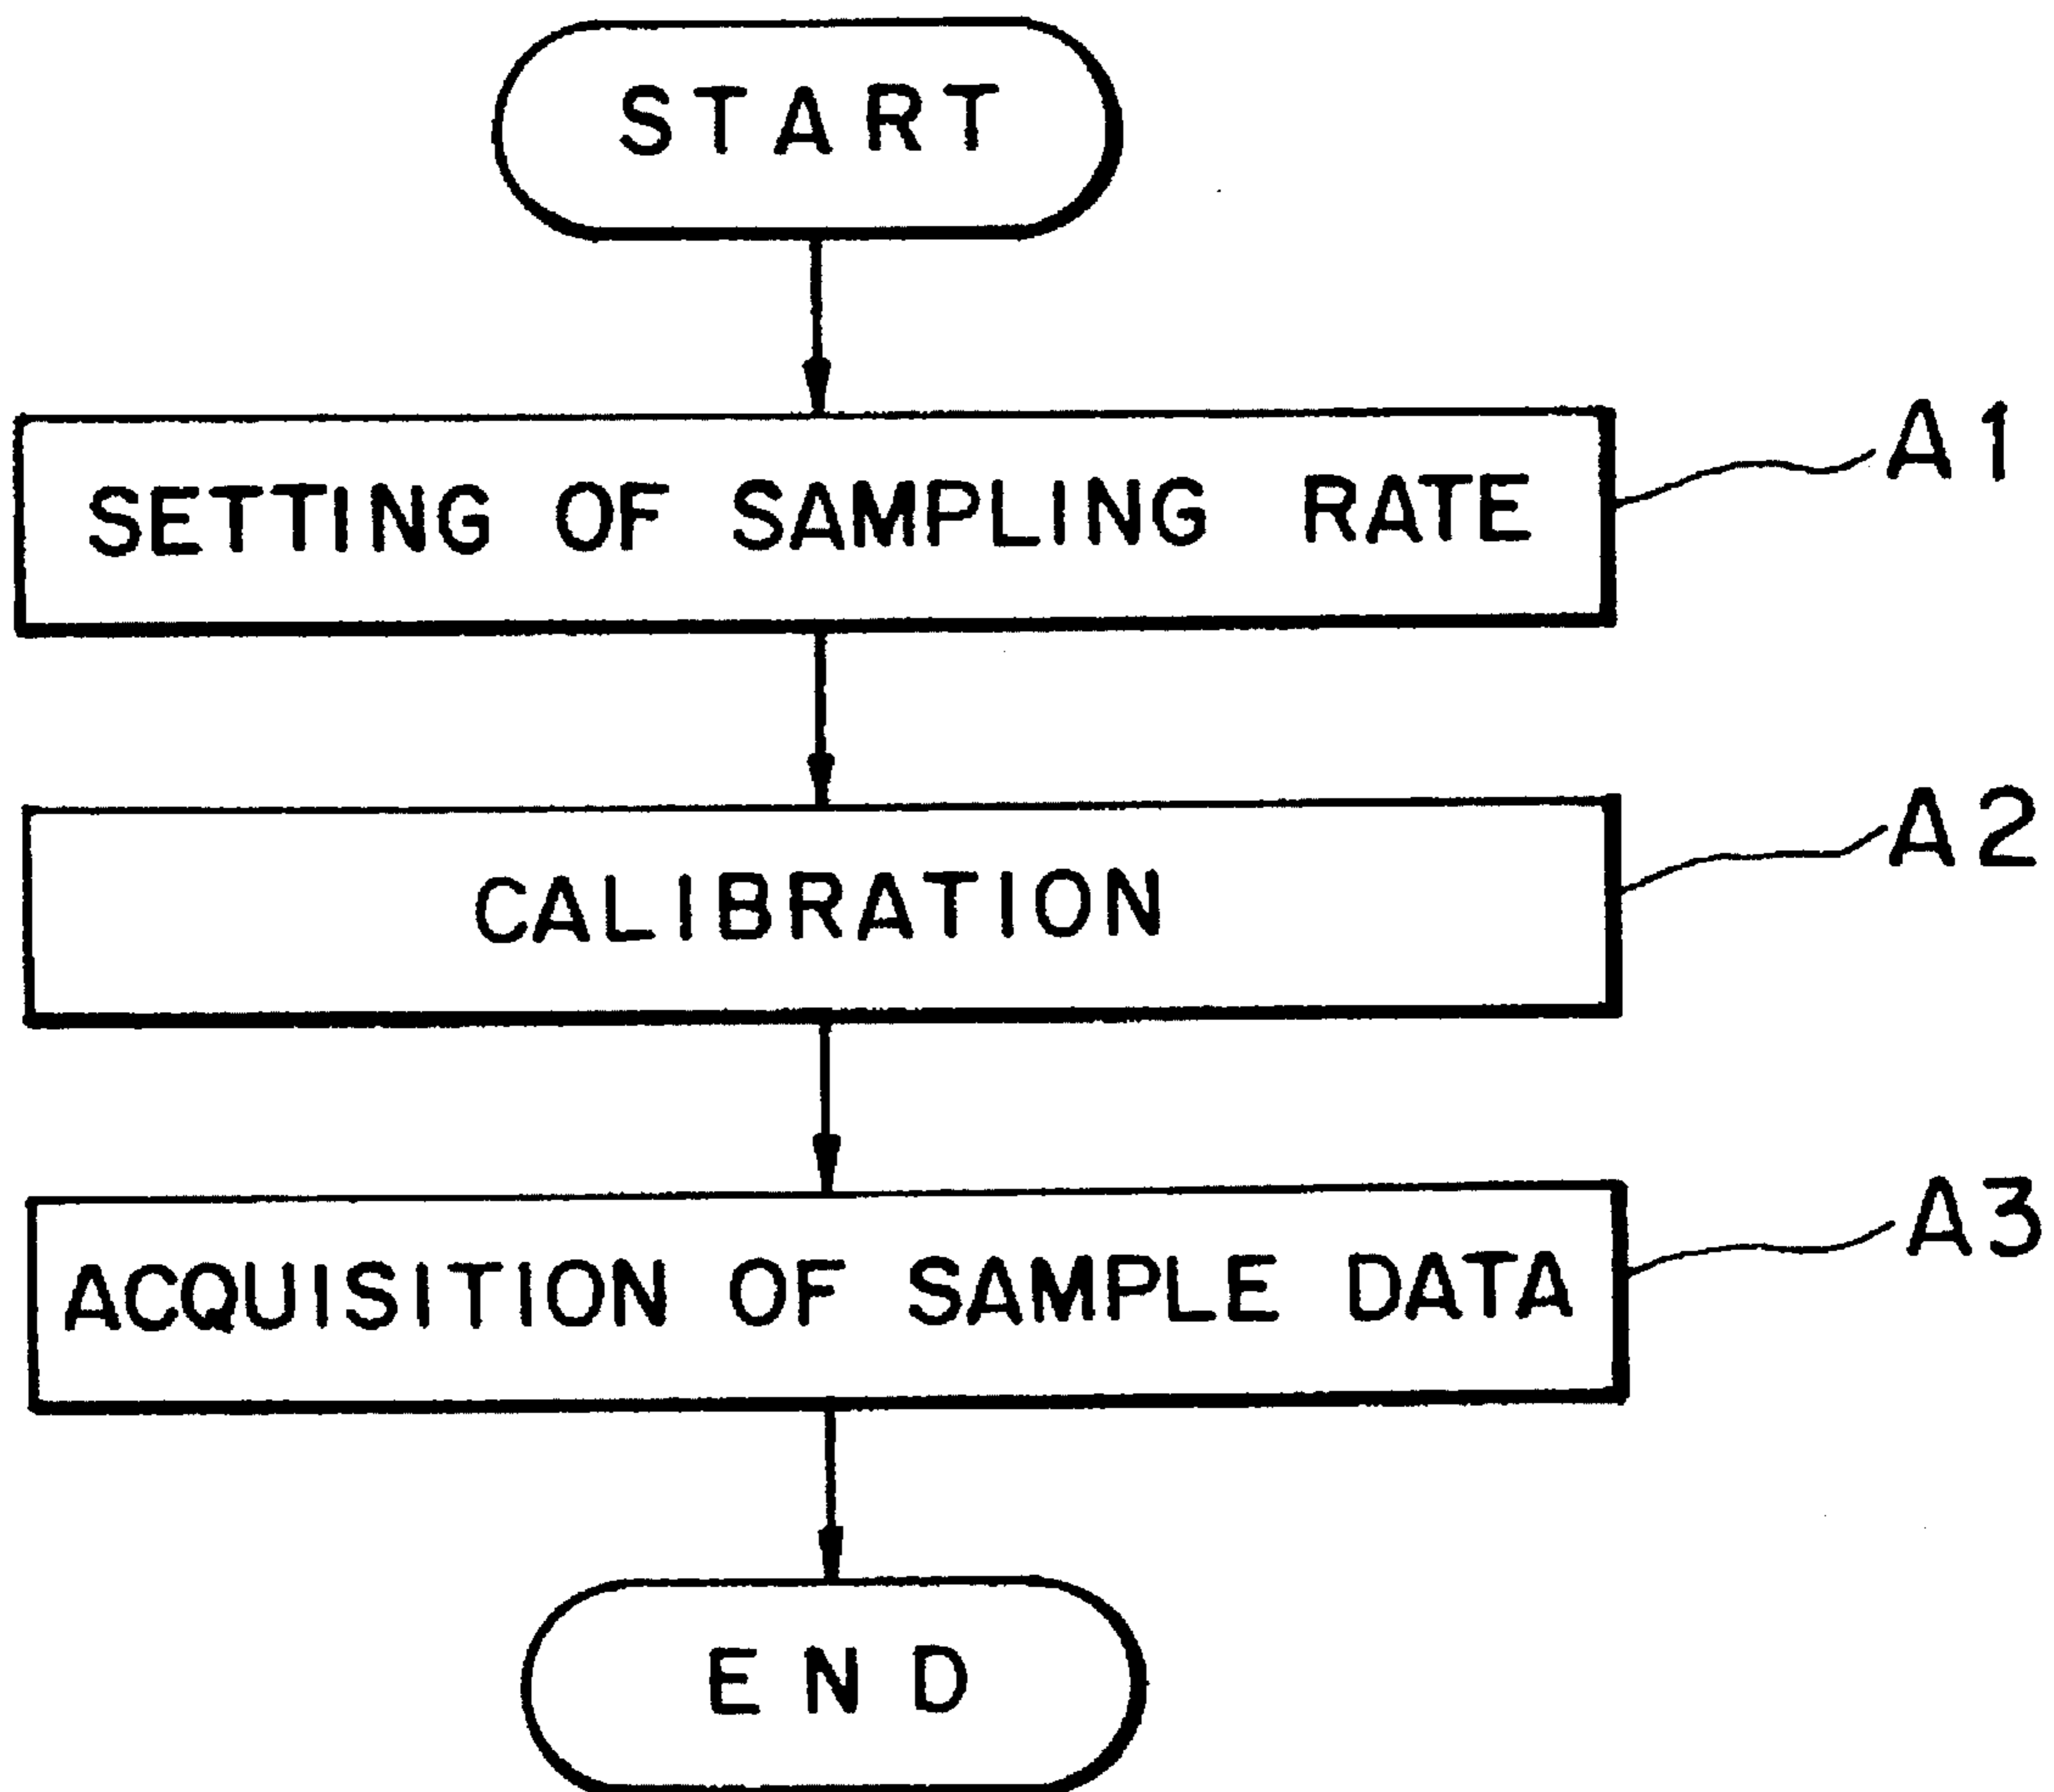 START
SETTING OF SAMPLING RATE
A1
CALIBRATION
A2
ACQUISITION OF SAMPLE DATA
A3
END